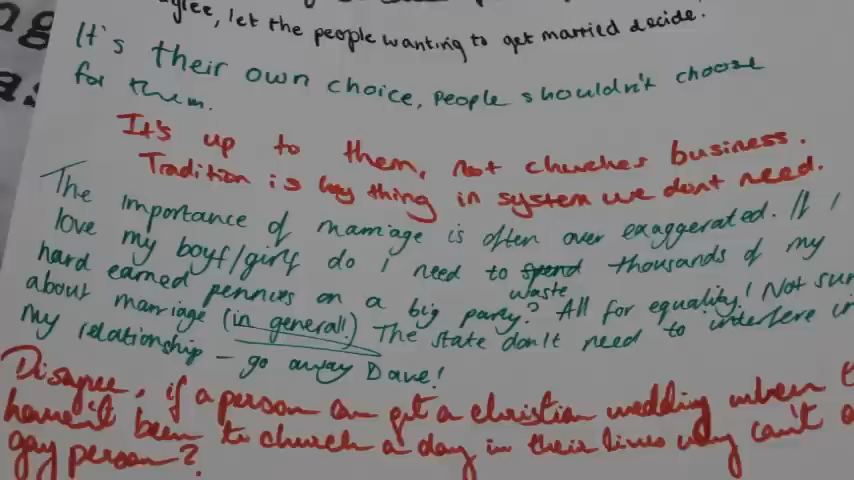 let the people wanting to get married decide.
It's their own choice, people shouldn't choose
for them.
It's up to them, not churches business.
Tradition is key thing in system we dont need.
The importance of marriage is often over exaggerated. If I
love my boyf/girlf do I need to spend thousands of my
waste
hard earned pennies on a big party? All for equality! Not
about marriage (in general!) The state don't need to interfere in
my relationship – go away Dave!
Disagree, if a person can get a christian wedding when
haven't been to church a day in their lives why can't a
gay person?